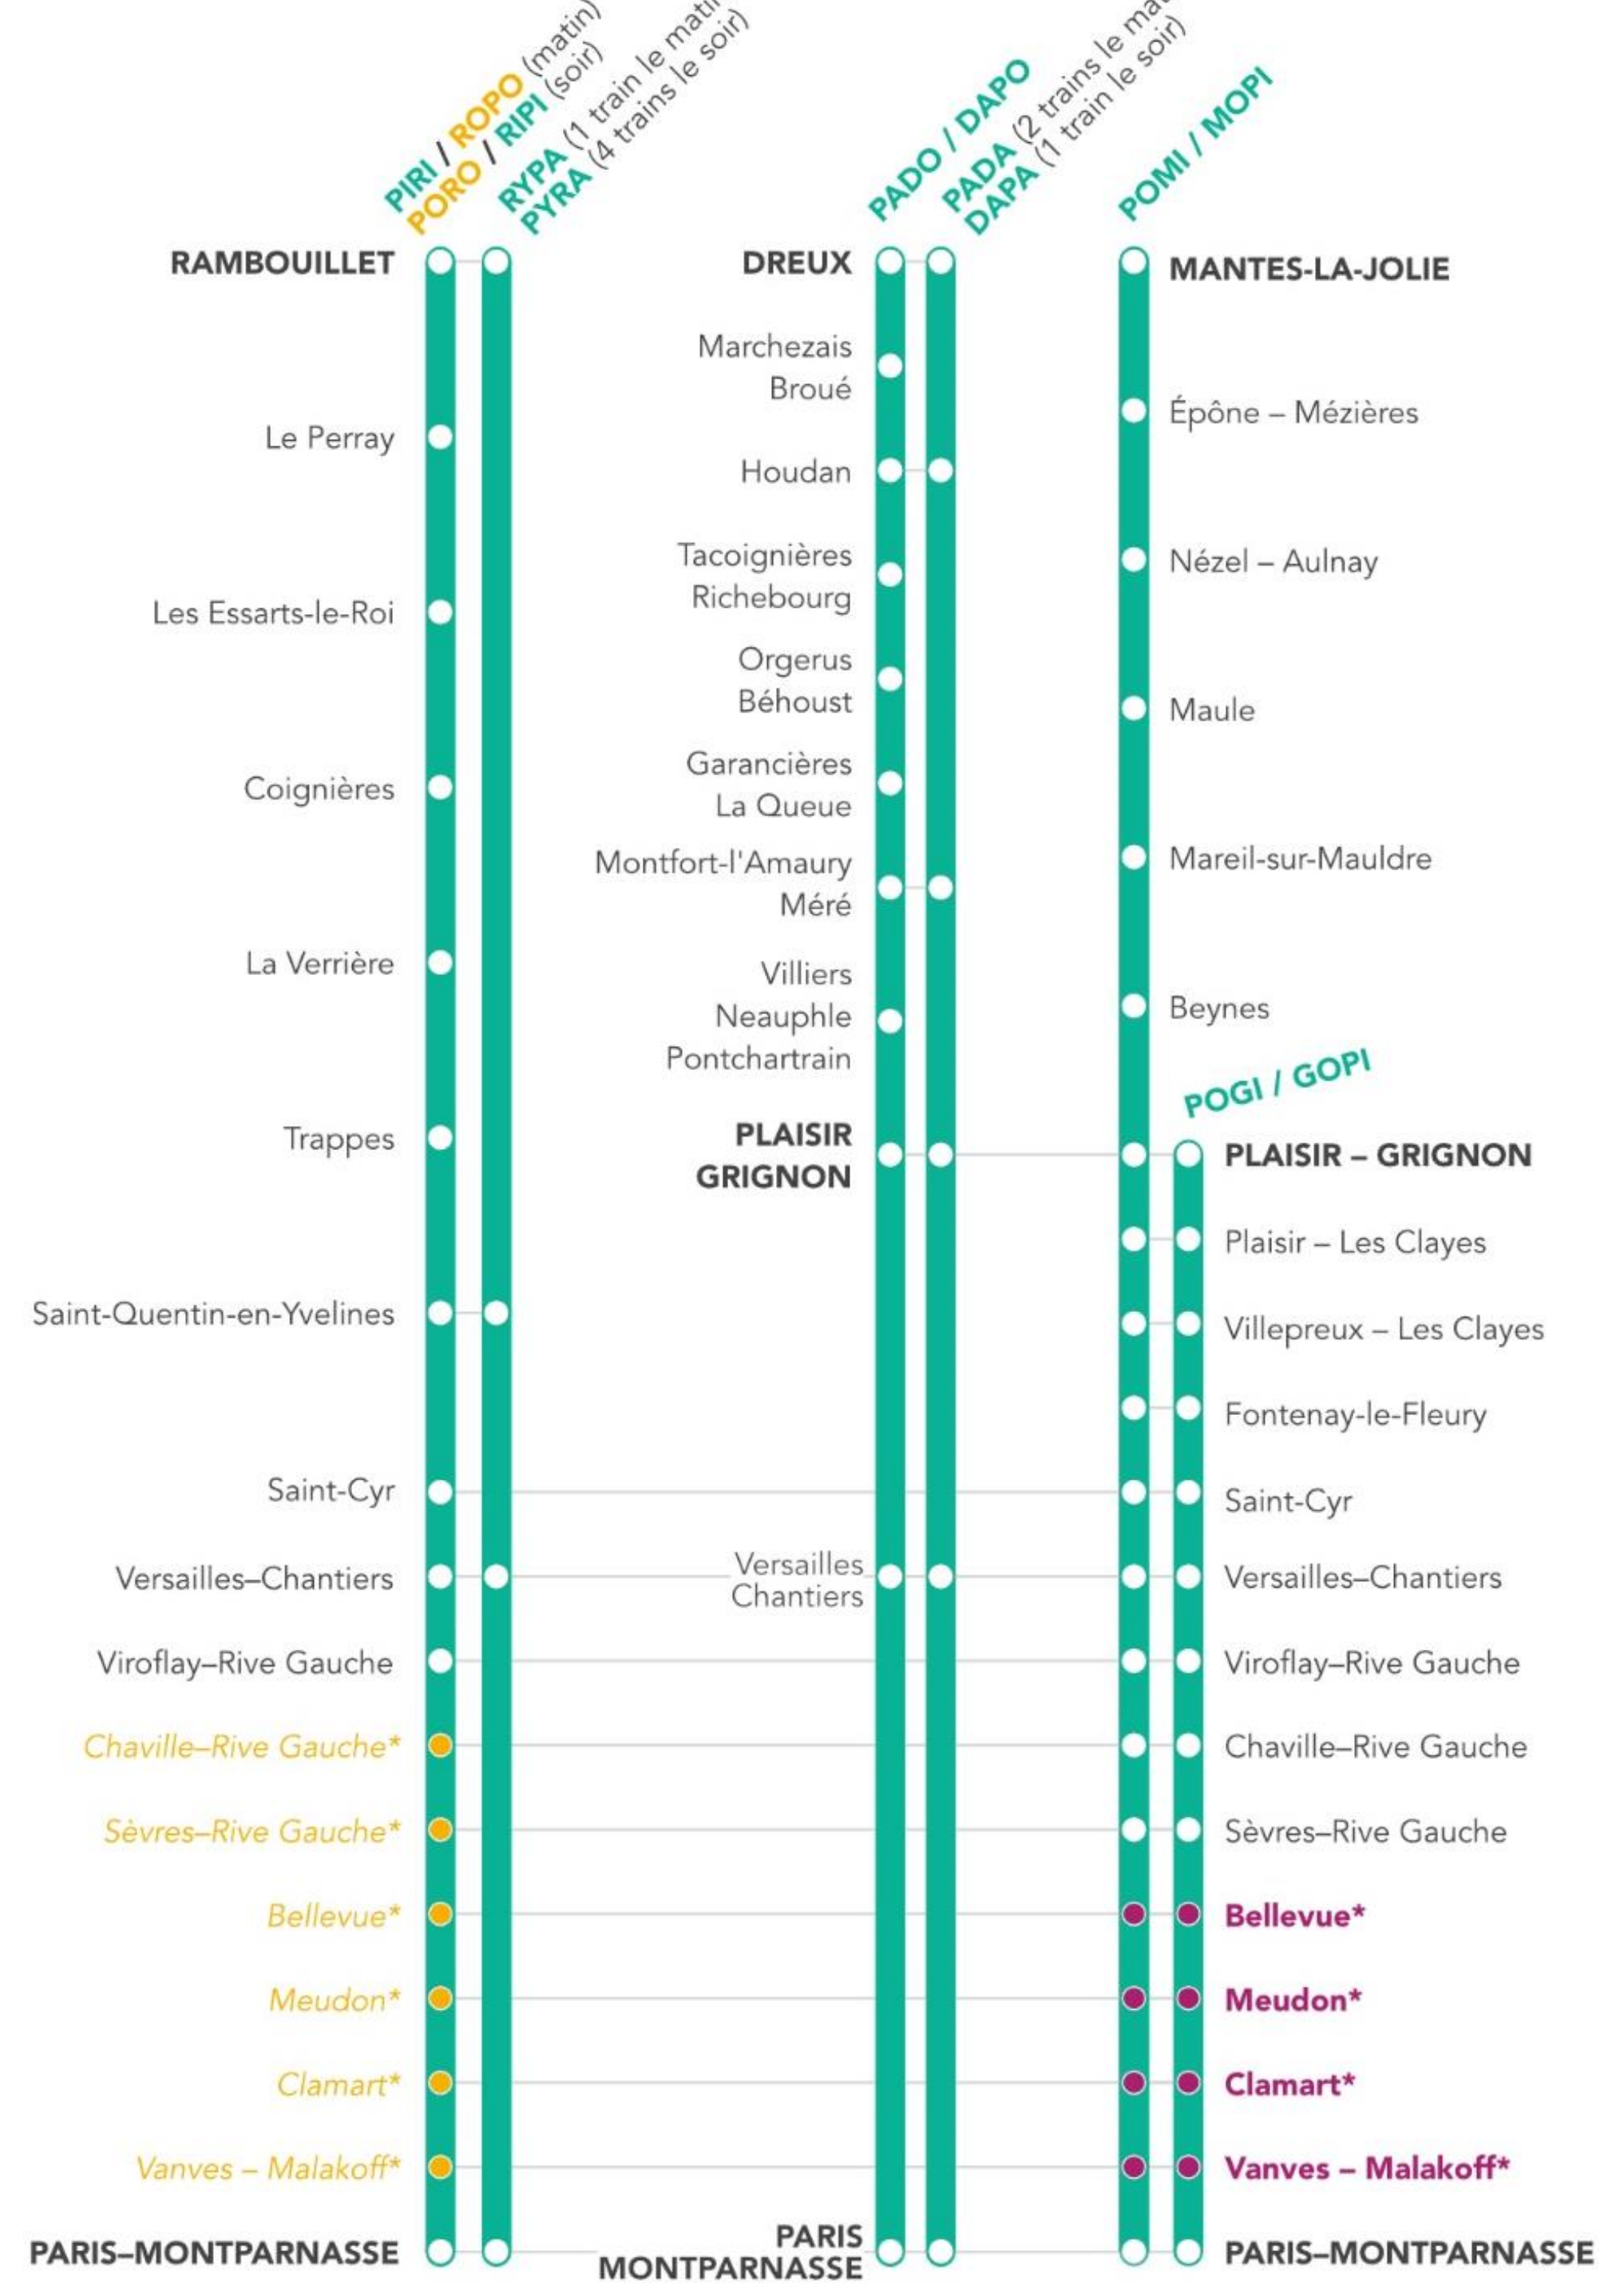 PIRI / ROPO (matin)
PORO / RIPI (soir)
RYPA (1 train le
PYRA (4 trains le soir)
PADO / DAPO
PADA (2 trains le
DAPA (1 train le soir)
POMI / MOPI
RAMBOUILLET
Le Perray
Les Essarts-le-Roi
Coignières
La Verrière
Trappes
Saint-Quentin-en-Yvelines
Saint-Cyr
Versailles–Chantiers
Viroflay–Rive Gauche
Chaville–Rive Gauche*
Sèvres–Rive Gauche*
Bellevue*
Meudon*
Clamart*
Vanves – Malakoff*
PARIS–MONTPARNASSE
DREUX
Marchezais
Broué
Houdan
Tacoignières
Richebourg
Orgerus
Béhoust
Garancières
La Queue
Montfort-l'Amaury
Méré
Villiers
Neauphle
Pontchartrain
PLAISIR
GRIGNON
Versailles
Chantiers
PARIS
MONTPARNASSE
MANTES-LA-JOLIE
Épône – Mézières
Nézel – Aulnay
Maule
Mareil-sur-Mauldre
Beynes
POGI / GOPI
PLAISIR – GRIGNON
Plaisir – Les Clayes
Villepreux – Les Clayes
Fontenay-le-Fleury
Saint-Cyr
Versailles–Chantiers
Viroflay–Rive Gauche
Chaville–Rive Gauche
Sèvres–Rive Gauche
Bellevue*
Meudon*
Clamart*
Vanves – Malakoff*
PARIS–MONTPARNASSE